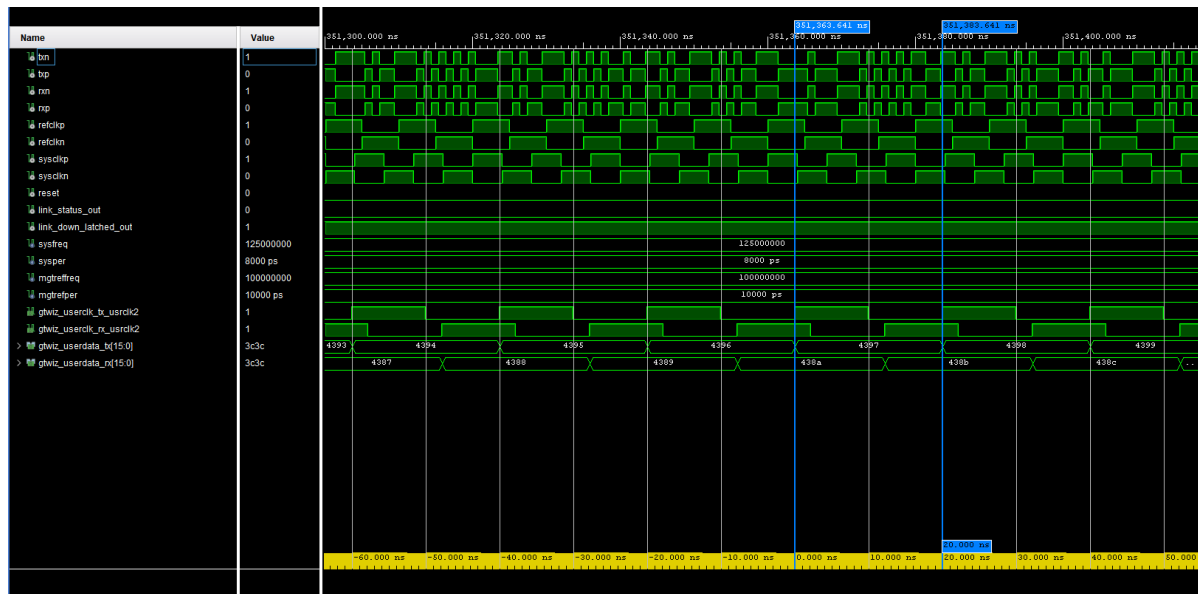 351,363.641 ns 351,383.641 ns
Name Value
351,300.000 ns 351,320.000 ns 351,340.000 ns 351,360.000 ns 351,380.000 ns 351,400.000 ns
txn 1
txp 0
rxn 1
rxp 0
refclkp 1
refclkn 0
sysclkp 1
sysclkn 0
reset 0
link_status_out 0
link_down_latched_out 1
sysfreq 125000000 125000000
sysper 8000 ps 8000 ps
mgtreffreq 100000000 100000000
mgtrefper 10000 ps 10000 ps
gtwiz_userclk_tx_usrclk2 1
gtwiz_userclk_rx_usrclk2 1
> gtwiz_userdata_tx[15:0] 3c3c 4393 4394 4395 4396 4397 4398 4399
> gtwiz_userdata_rx[15:0] 3c3c 4387 4388 4389 438a 438b 438c ..
20.000 ns
-60.000 ns -50.000 ns -40.000 ns -30.000 ns -20.000 ns -10.000 ns 0.000 ns 10.000 ns 20.000 ns 30.000 ns 40.000 ns 50.000